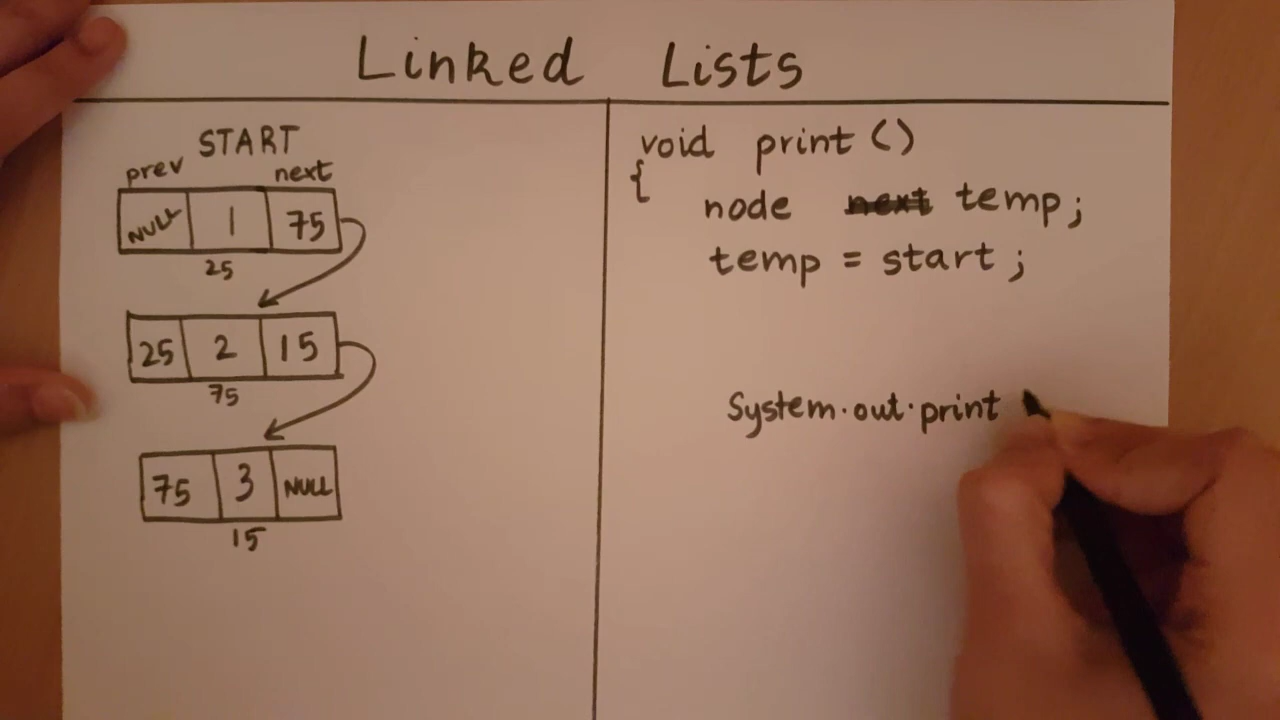 Linked Lists
START
prev next
NULL 1 75
25
25 2 15
75
75 3 NULL
15
void print ()
{
node next temp;
temp = start ;
System.out.print